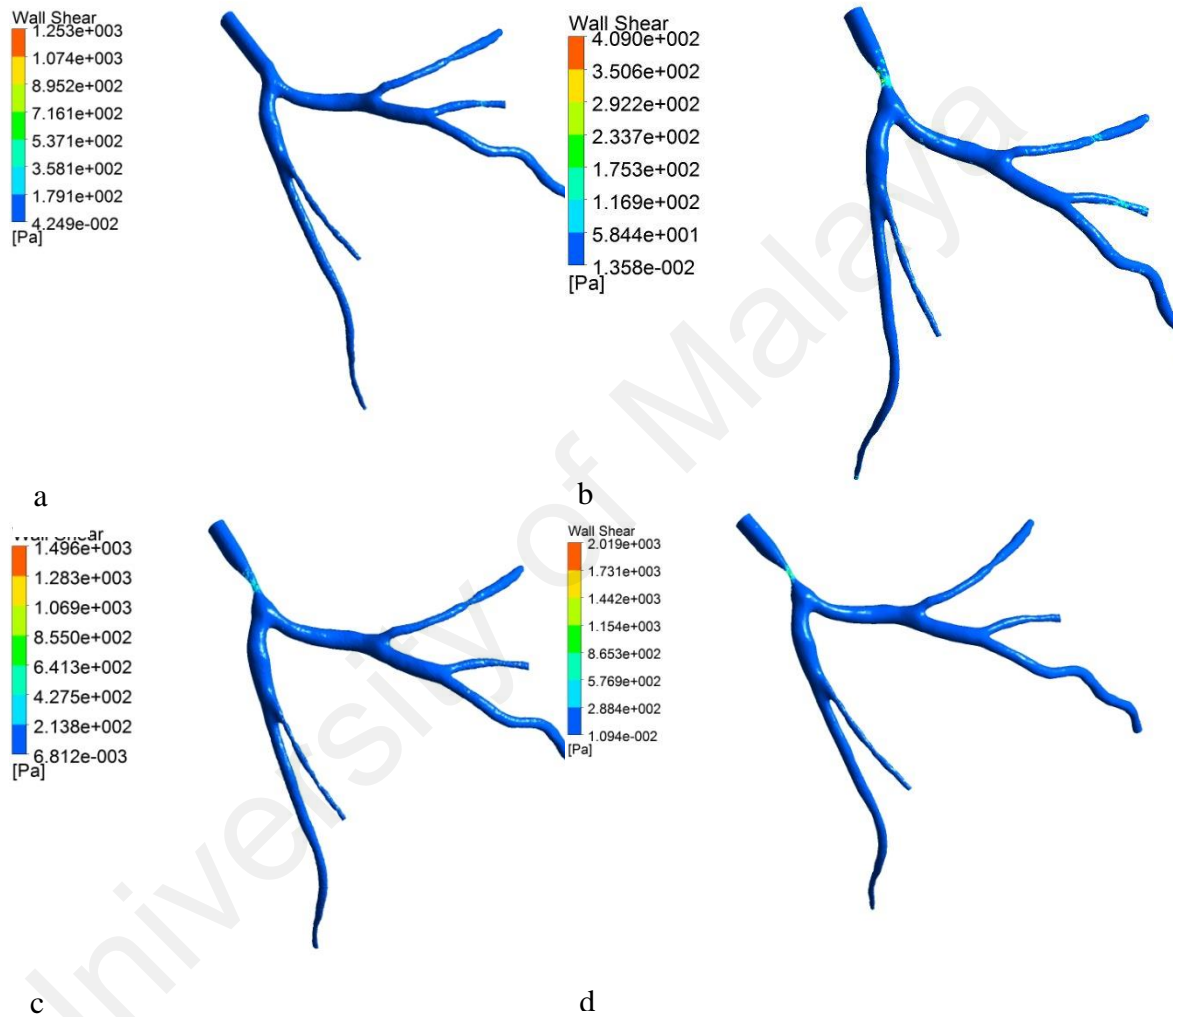 Wall Shear
1.253e+003
1.074e+003
8.952e+002
7.161e+002
5.371e+002
3.581e+002
1.791e+002
4.249e-002
[Pa]
a
Wall Shear
4.090e+002
3.506e+002
2.922e+002
2.337e+002
1.753e+002
1.169e+002
5.844e+001
1.358e-002
[Pa]
b
Wall Shear
1.496e+003
1.283e+003
1.069e+003
8.550e+002
6.413e+002
4.275e+002
2.138e+002
6.812e-003
[Pa]
c
Wall Shear
2.019e+003
1.731e+003
1.442e+003
1.154e+003
8.653e+002
5.769e+002
2.884e+002
1.094e-002
[Pa]
d
University of Malaya